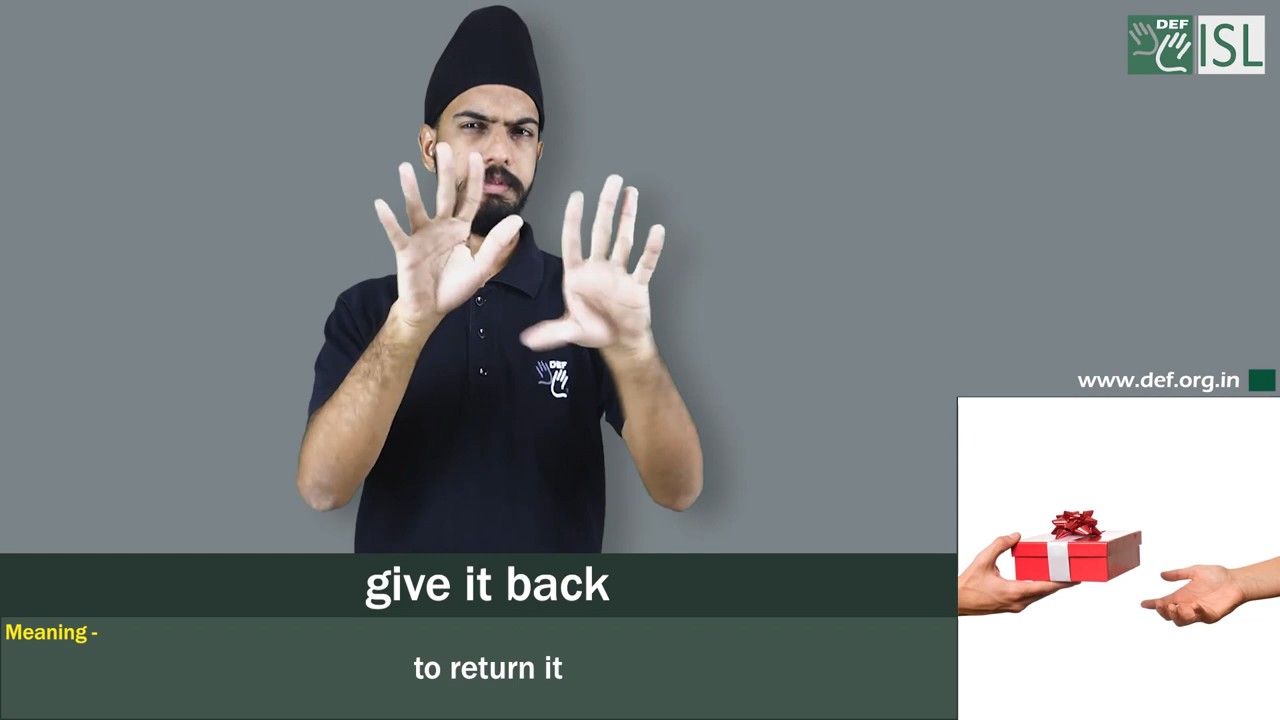 DEF
ISL
DEF
www.def.org.in
give it back
Meaning -
to return it